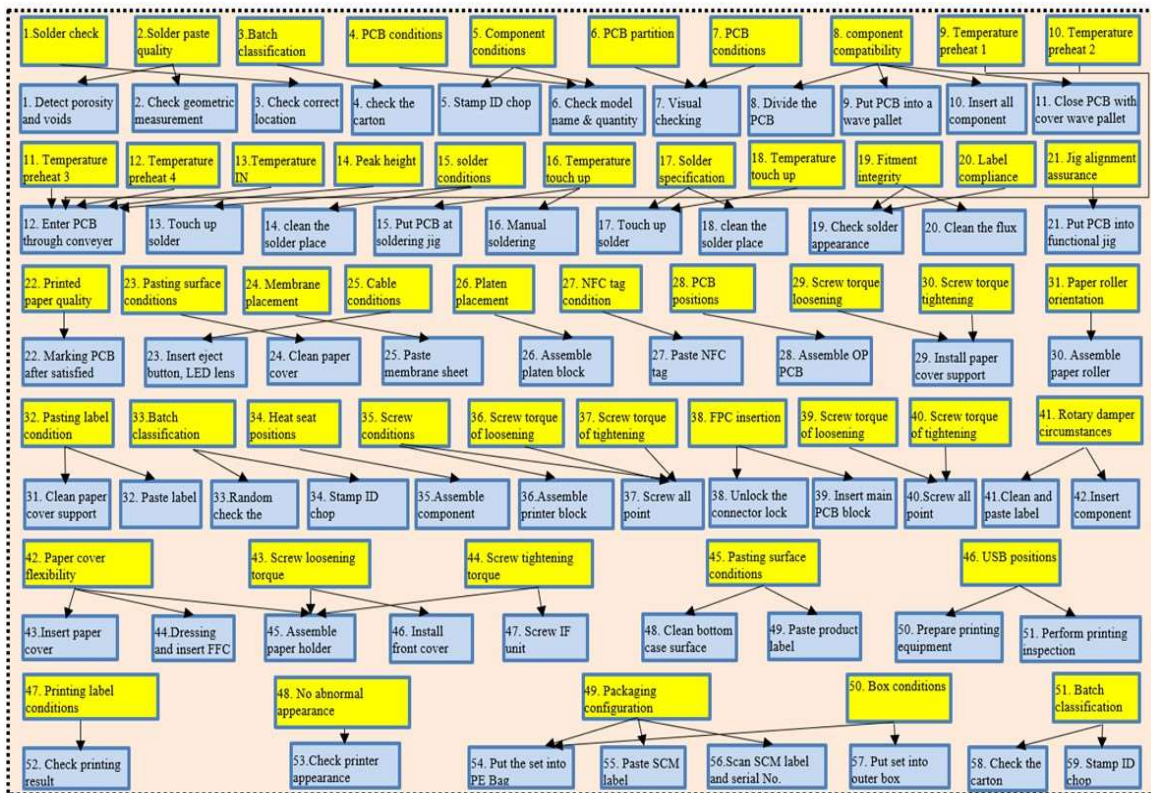 1.Solder check
2.Solder paste
quality
3.Batch
classification
4. PCB conditions
5. Component
conditions
6. PCB partition
7. PCB
conditions
8. component
compatibility
9. Temperature
preheat 1
10. Temperature
preheat 2
1. Detect porosity
and voids
2. Check geometric
measurement
3. Check correct
location
4. check the
carton
5. Stamp ID chop
6. Check model
name & quantity
7. Visual
checking
8. Divide the
PCB
9. Put PCB into a
wave pallet
10. Insert all
component
11. Close PCB with
cover wave pallet
11. Temperature
preheat 3
12. Temperature
preheat 4
13.Temperature
IN
14. Peak height
15. solder
conditions
16. Temperature
touch up
17. Solder
specification
18. Temperature
touch up
19. Fitment
integrity
20. Label
compliance
21. Jig alignment
assurance
12. Enter PCB
through conveyer
13. Touch up
solder
14. clean the
solder place
15. Put PCB at
soldering jig
16. Manual
soldering
17. Touch up
solder
18. clean the
solder place
19. Check solder
appearance
20. Clean the flux
21. Put PCB into
functional jig
22. Printed
paper quality
23. Pasting surface
conditions
24. Membrane
placement
25. Cable
conditions
26. Platen
placement
27. NFC tag
condition
28. PCB
positions
29. Screw torque
loosening
30. Screw torque
tightening
31. Paper roller
orientation
22. Marking PCB
after satisfied
23. Insert eject
button, LED lens
24. Clean paper
cover
25. Paste
membrane sheet
26. Assemble
platen block
27. Paste NFC
tag
28. Assemble OP
PCB
29. Install paper
cover support
30. Assemble
paper roller
32. Pasting label
condition
33.Batch
classification
34. Heat seat
positions
35. Screw
conditions
36. Screw torque
of loosening
37. Screw torque
of tightening
38. FPC insertion
39. Screw torque
of loosening
40. Screw torque
of tightening
41. Rotary damper
circumstances
31. Clean paper
cover support
32. Paste label
33.Random
check the
34. Stamp ID
chop
35.Assemble
component
36.Assemble
printer block
37. Screw all
point
38. Unlock the
connector lock
39. Insert main
PCB block
40.Screw all
point
41.Clean and
paste label
42.Insert
component
42. Paper cover
flexibility
43. Screw loosening
torque
44. Screw tightening
torque
45. Pasting surface
conditions
46. USB positions
43.Insert paper
cover
44.Dressing
and insert FFC
45. Assemble
paper holder
46. Install
front cover
47. Screw IF
unit
48. Clean bottom
case surface
49. Paste product
label
50. Prepare printing
equipment
51. Perform printing
inspection
47. Printing label
conditions
48. No abnormal
appearance
49. Packaging
configuration
50. Box conditions
51. Batch
classification
52. Check printing
result
53.Check printer
appearance
54. Put the set into
PE Bag
55. Paste SCM
label
56.Scan SCM label
and serial No.
57. Put set into
outer box
58. Check the
carton
59. Stamp ID
chop